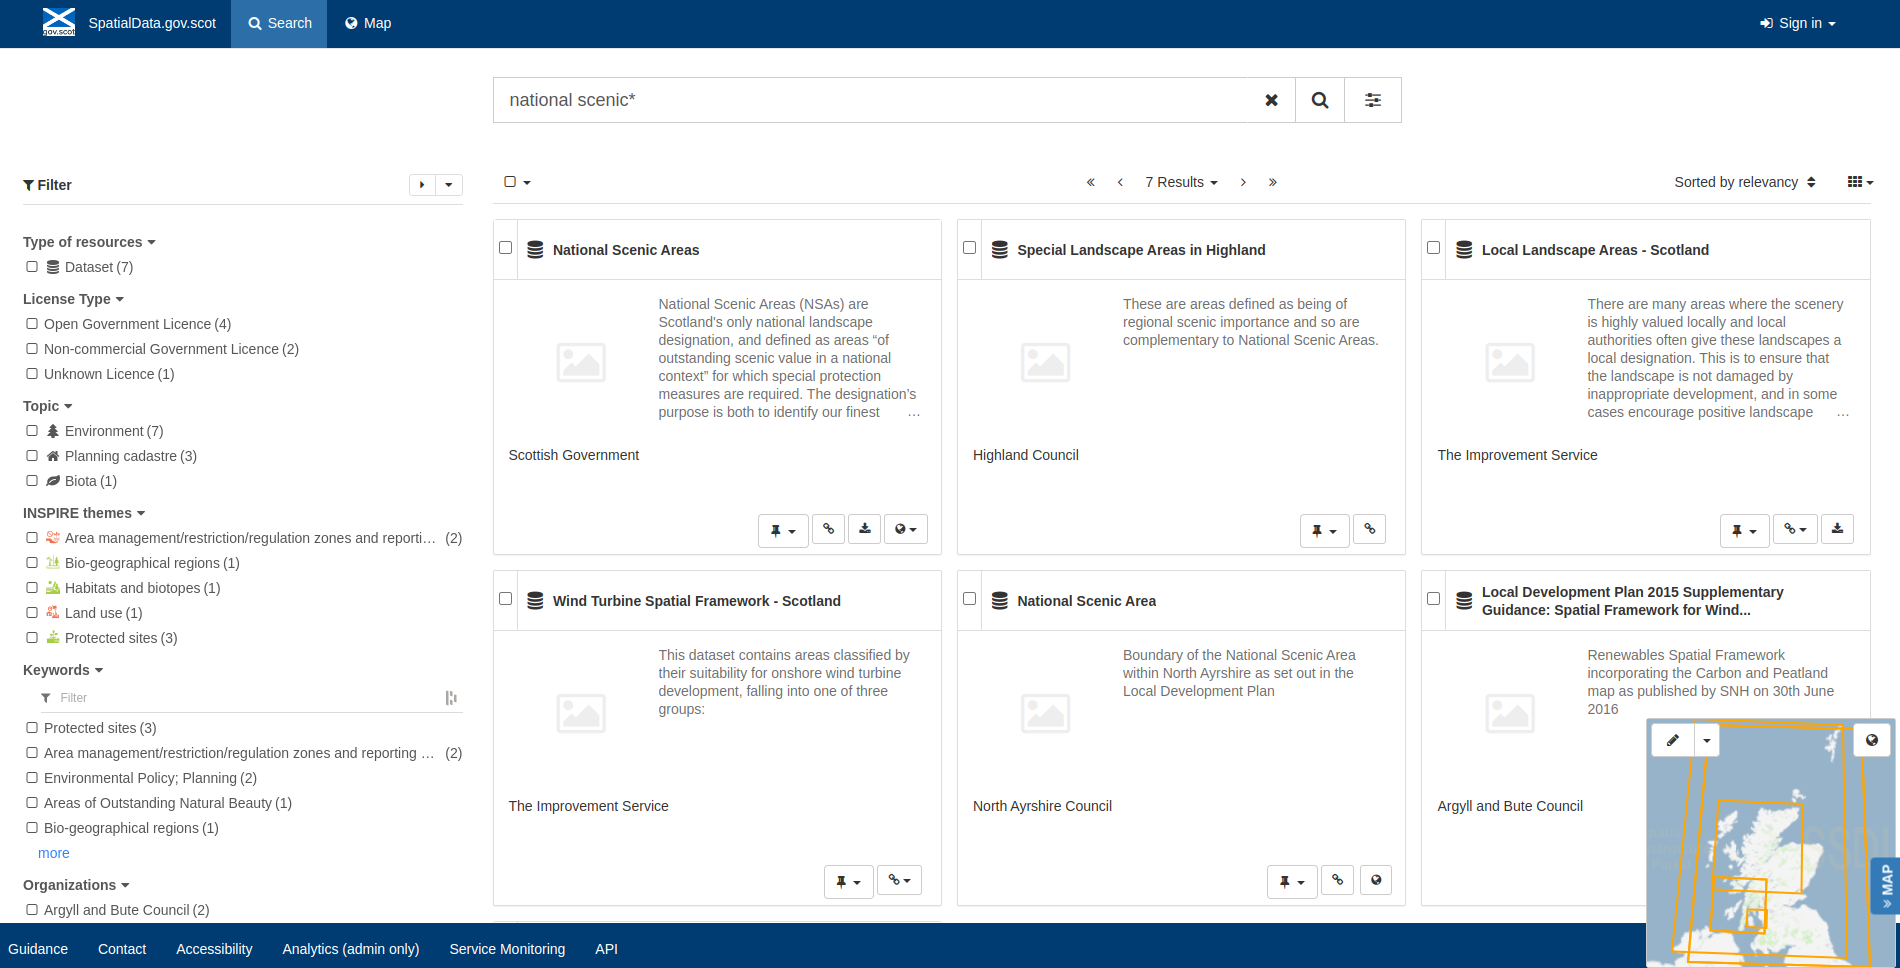 gov.scot
SpatialData.gov.scot
Search
Map
Sign in
national scenic*
Filter
7 Results
Sorted by relevancy
Type of resources
Dataset (7)
License Type
Open Government Licence (4)
Non-commercial Government Licence (2)
Unknown Licence (1)
Topic
Environment (7)
Planning cadastre (3)
Biota (1)
INSPIRE themes
Area management/restriction/regulation zones and reporti… (2)
Bio-geographical regions (1)
Habitats and biotopes (1)
Land use (1)
Protected sites (3)
Keywords
Filter
Protected sites (3)
Area management/restriction/regulation zones and reporting … (2)
Environmental Policy; Planning (2)
Areas of Outstanding Natural Beauty (1)
Bio-geographical regions (1)
more
Organizations
Argyll and Bute Council (2)
National Scenic Areas
National Scenic Areas (NSAs) are
Scotland's only national landscape
designation, and defined as areas “of
outstanding scenic value in a national
context” for which special protection
measures are required. The designation's
purpose is both to identify our finest …
Scottish Government
Special Landscape Areas in Highland
These are areas defined as being of
regional scenic importance and so are
complementary to National Scenic Areas.
Highland Council
Local Landscape Areas - Scotland
There are many areas where the scenery
is highly valued locally and local
authorities often give these landscapes a
local designation. This is to ensure that
the landscape is not damaged by
inappropriate development, and in some
cases encourage positive landscape …
The Improvement Service
Wind Turbine Spatial Framework - Scotland
This dataset contains areas classified by
their suitability for onshore wind turbine
development, falling into one of three
groups:
The Improvement Service
National Scenic Area
Boundary of the National Scenic Area
within North Ayrshire as set out in the
Local Development Plan
North Ayrshire Council
Local Development Plan 2015 Supplementary
Guidance: Spatial Framework for Wind...
Renewables Spatial Framework
incorporating the Carbon and Peatland
map as published by SNH on 30th June
2016
Argyll and Bute Council
» MAP
Guidance
Contact
Accessibility
Analytics (admin only)
Service Monitoring
API